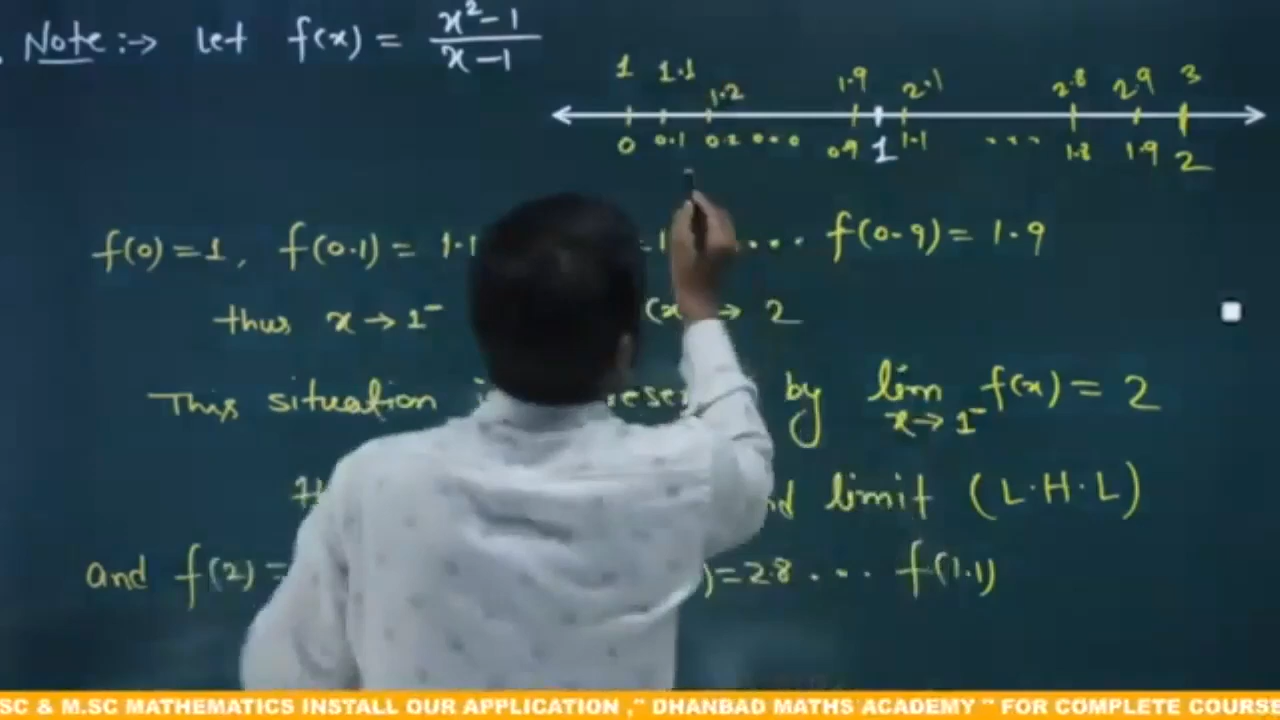 Note :→ let f(x) = x²-1 / x-1
1 1.1 1.2 1.9 2.1 2.8 2.9 3
0 0.1 0.2 ... 0.9 1 1.1 ... 1.8 1.9 2
f(0) = 1, f(0.1) = 1.1 ... f(0.9) = 1.9
thus x → 1⁻ (x → 2
This situation by lim x→1⁻ f(x) = 2
limit (L.H.L)
and f(2) = )=2.8 ... f(1.1)
SC & M.SC MATHEMATICS INSTALL OUR APPLICATION ," DHANBAD MATHS ACADEMY " FOR COMPLETE COURSE